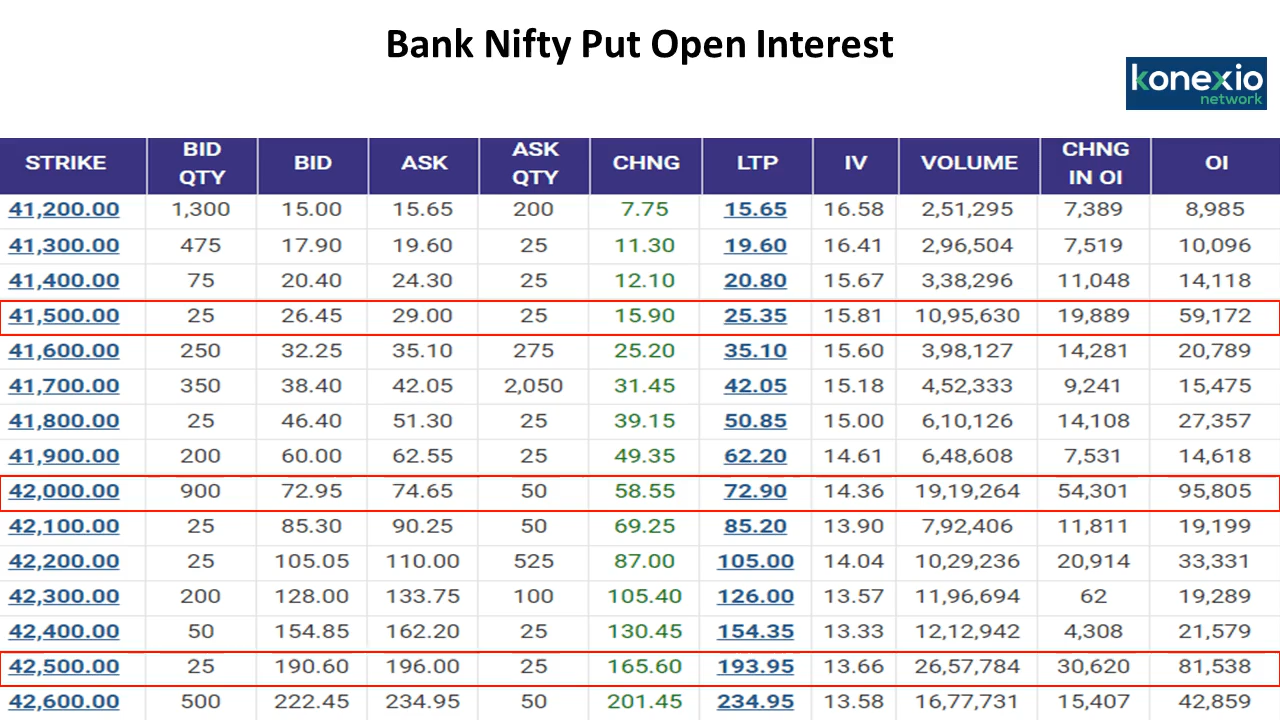 Bank Nifty Put Open Interest
konexio
network
STRIKE BID QTY BID ASK ASK QTY CHNG LTP IV VOLUME CHNG IN OI OI
41,200.00 1,300 15.00 15.65 200 7.75 15.65 16.58 2,51,295 7,389 8,985
41,300.00 475 17.90 19.60 25 11.30 19.60 16.41 2,96,504 7,519 10,096
41,400.00 75 20.40 24.30 25 12.10 20.80 15.67 3,38,296 11,048 14,118
41,500.00 25 26.45 29.00 25 15.90 25.35 15.81 10,95,630 19,889 59,172
41,600.00 250 32.25 35.10 275 25.20 35.10 15.60 3,98,127 14,281 20,789
41,700.00 350 38.40 42.05 2,050 31.45 42.05 15.18 4,52,333 9,241 15,475
41,800.00 25 46.40 51.30 25 39.15 50.85 15.00 6,10,126 14,108 27,357
41,900.00 200 60.00 62.55 25 49.35 62.20 14.61 6,48,608 7,531 14,618
42,000.00 900 72.95 74.65 50 58.55 72.90 14.36 19,19,264 54,301 95,805
42,100.00 25 85.30 90.25 50 69.25 85.20 13.90 7,92,406 11,811 19,199
42,200.00 25 105.05 110.00 525 87.00 105.00 14.04 10,29,236 20,914 33,331
42,300.00 200 128.00 133.75 100 105.40 126.00 13.57 11,96,694 62 19,289
42,400.00 50 154.85 162.20 25 130.45 154.35 13.33 12,12,942 4,308 21,579
42,500.00 25 190.60 196.00 25 165.60 193.95 13.66 26,57,784 30,620 81,538
42,600.00 500 222.45 234.95 50 201.45 234.95 13.58 16,77,731 15,407 42,859